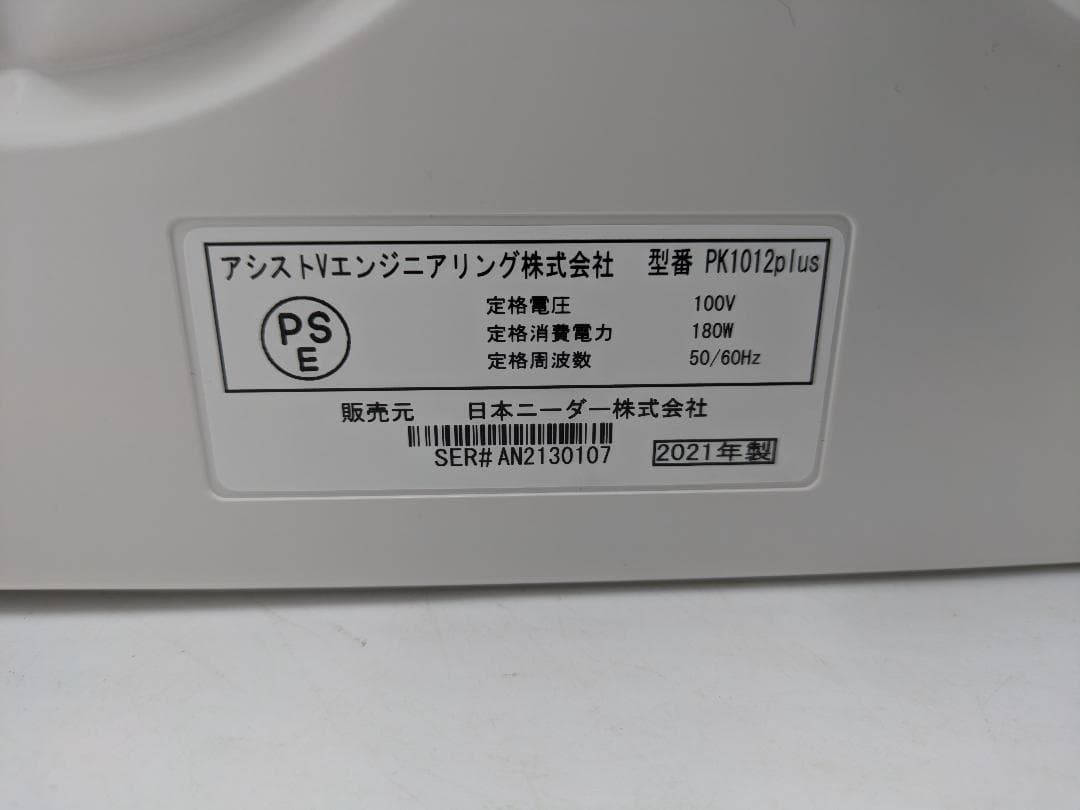 アシストVエンジニアリング株式会社 型番 PK1012plus
PS
E
定格電圧 100V
定格消費電力 180W
定格周波数 50/60Hz
販売元 日本ニーダー株式会社
SER# AN2130107
2021年製